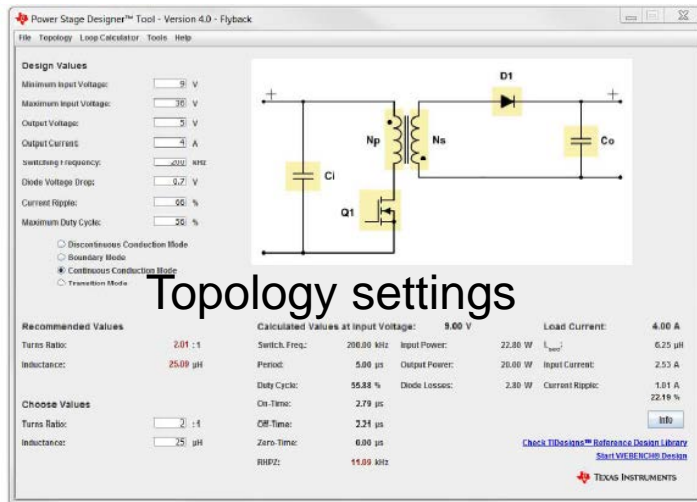 Power Stage Designer™ Tool - Version 4.0 - Flyback
File Topology Loop Calculator Tools Help
Design Values
Minimum Input Voltage: 9 V
Maximum Input Voltage: 36 V
Output Voltage: 5 V
Output Current: 4 A
Switching Frequency: 200 kHz
Diode Voltage Drop: 0.7 V
Current Ripple: 66 %
Maximum Duty Cycle: 56 %
Discontinuous Conduction Mode
Boundary Mode
Continuous Conduction Mode
Transition Mode
+
Ci
Np
Ns
Q1
D1
+
Co
Topology settings
Recommended Values
Turns Ratio: 2.01 :1
Inductance: 25.09 µH
Choose Values
Turns Ratio: 2 :1
Inductance: 25 µH
Calculated Values at Input Voltage: 9.00 V
Load Current: 4.00 A
Switch. Freq.: 200.00 kHz Input Power: 22.80 W 6.25 µH
Period: 5.00 µs Output Power: 20.00 W Input Current: 2.53 A
Duty Cycle: 55.88 % Diode Losses: 2.80 W Current Ripple: 1.01 A
22.19 %
On-Time: 2.79 µs
Off-Time: 2.21 µs
Info
Zero-Time: 0.00 µs
Check TIDesigns™ Reference Design Library
Start WEBENCH® Design
RHPZ: 11.09 kHz
TEXAS INSTRUMENTS